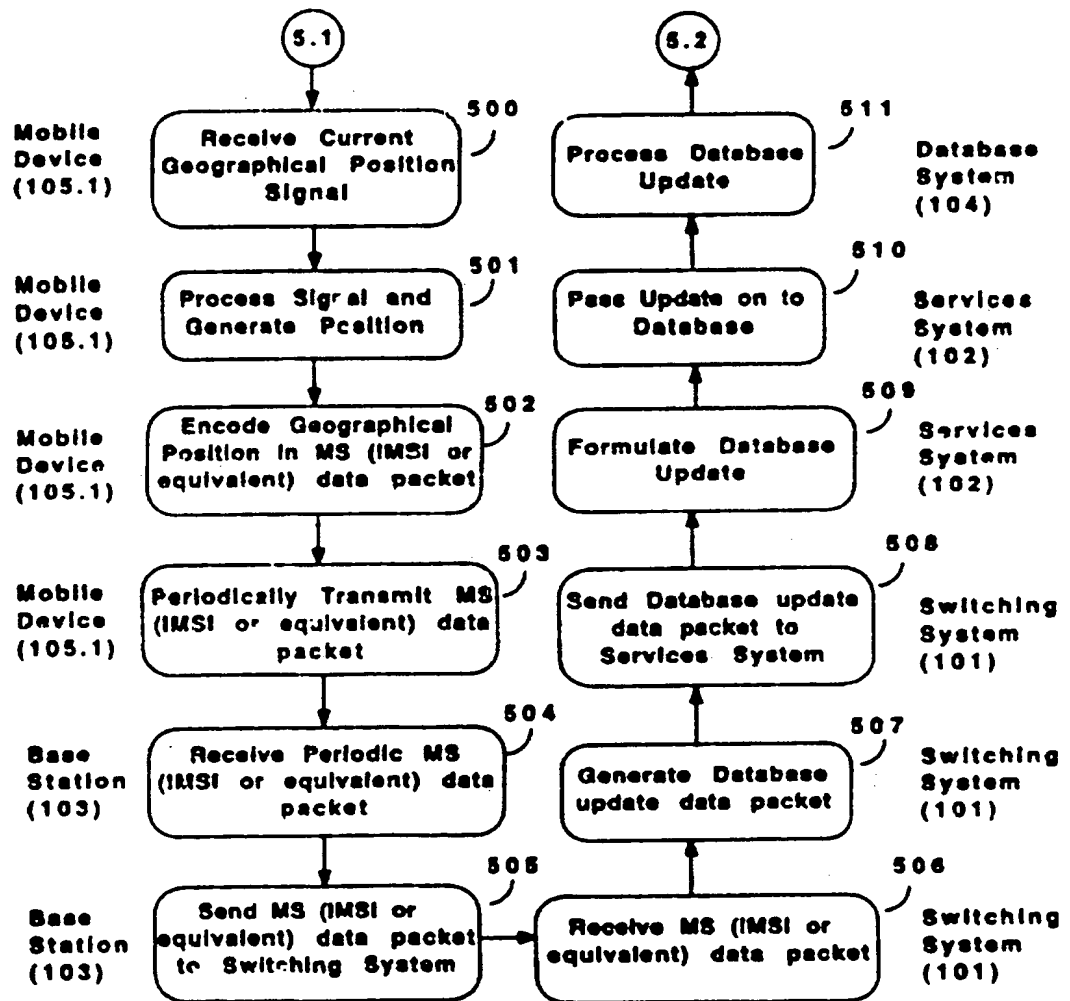 5.1
500
Mobile
Device
(105.1)
Receive Current
Geographical Position
Signal
501
Mobile
Device
(105.1)
Process Signal and
Generate Position
502
Mobile
Device
(105.1)
Encode Geographical
Position in MS (IMSI or
equivalent) data packet
503
Mobile
Device
(105.1)
Periodically Transmit MS
(IMSI or equivalent) data
packet
504
Base
Station
(103)
Receive Periodic MS
(IMSI or equivalent) data
packet
505
Base
Station
(103)
Send MS (IMSI or
equivalent) data packet
to Switching System
506
Receive MS (IMSI or
equivalent) data packet
Switching
System
(101)
507
Generate Database
update data packet
Switching
System
(101)
508
Send Database update
data packet to
Services System
Switching
System
(101)
509
Formulate Database
Update
Services
System
(102)
510
Pass Update on to
Database
Services
System
(102)
511
Process Database
Update
Database
System
(104)
5.2